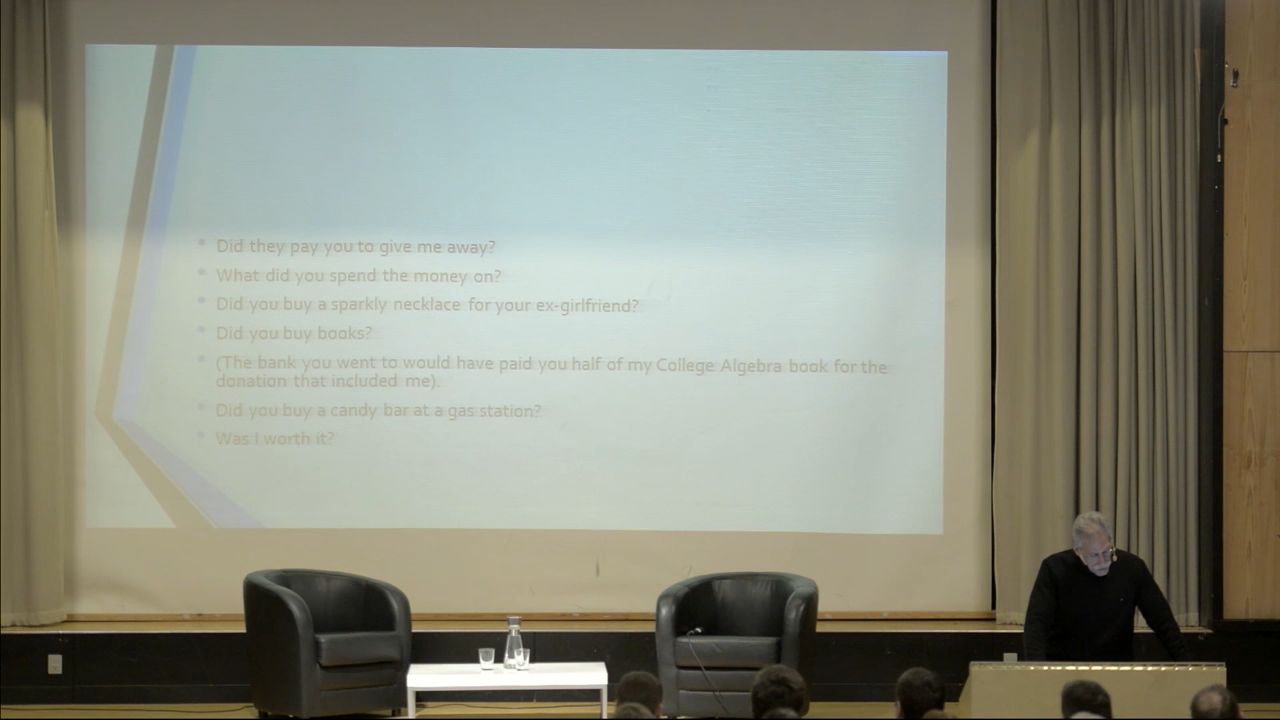 Did they pay you to give me away?
What did you spend the money on?
Did you buy a sparkly necklace for your ex-girlfriend?
Did you buy books?
(The bank you went to would have paid you half of my College Algebra book for the
donation that included me).
Did you buy a candy bar at a gas station?
Was I worth it?